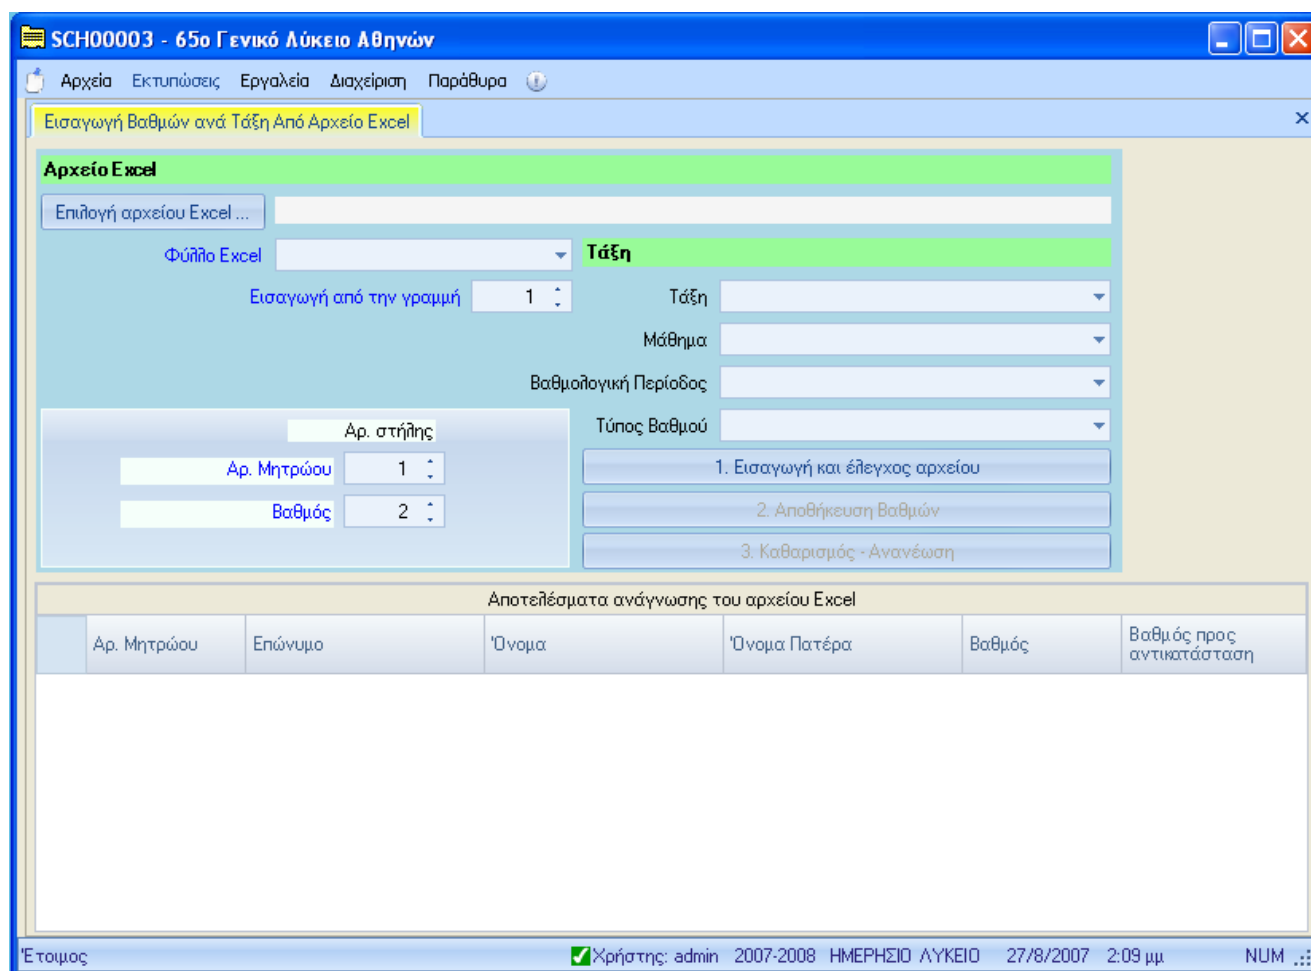 SCH00003 - 65ο Γενικό Λύκειο Αθηνών
Αρχεία Εκτυπώσεις Εργαλεία Διαχείριση Παράθυρα
Εισαγωγή Βαθμών ανά Τάξη Από Αρχείο Excel
Αρχείο Excel
Επιλογή αρχείου Excel ...
Φύλλο Excel
Τάξη
Εισαγωγή από την γραμμή 1
Τάξη
Μάθημα
Βαθμολογική Περίοδος
Τύπος Βαθμού
Αρ. στήλης
Αρ. Μητρώου 1
Βαθμός 2
1. Εισαγωγή και έλεγχος αρχείου
2. Αποθήκευση Βαθμών
3. Καθαρισμός - Ανανέωση
Αποτελέσματα ανάγνωσης του αρχείου Excel
Αρ. Μητρώου Επώνυμο Όνομα Όνομα Πατέρα Βαθμός Βαθμός προς
αντικατάσταση
Έτοιμος Χρήστης: admin 2007-2008 ΗΜΕΡΗΣΙΟ ΛΥΚΕΙΟ 27/8/2007 2:09 μμ NUM